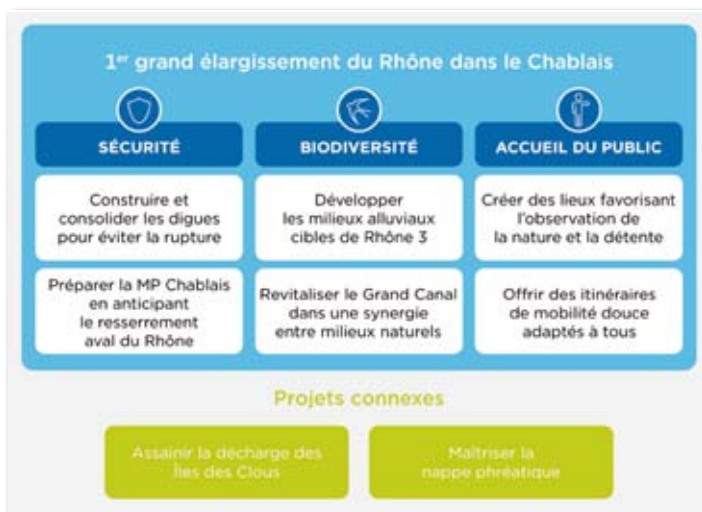 1er grand élargissement du Rhône dans le Chablais
SÉCURITÉ
Construire et
consolider les digues
pour éviter la rupture
Préparer la MP Chablais
en anticipant
le resserrement
aval du Rhône
BIODIVERSITÉ
Développer
les milieux alluviaux
cibles de Rhône 3
Revitaliser le Grand Canal
dans une synergie
entre milieux naturels
ACCUEIL DU PUBLIC
Créer des lieux favorisant
l'observation de
la nature et la détente
Offrir des itinéraires
de mobilité douce
adaptés à tous
Projets connexes
Assainir la décharge des
Îles des Clous
Maîtriser la
nappe phréatique